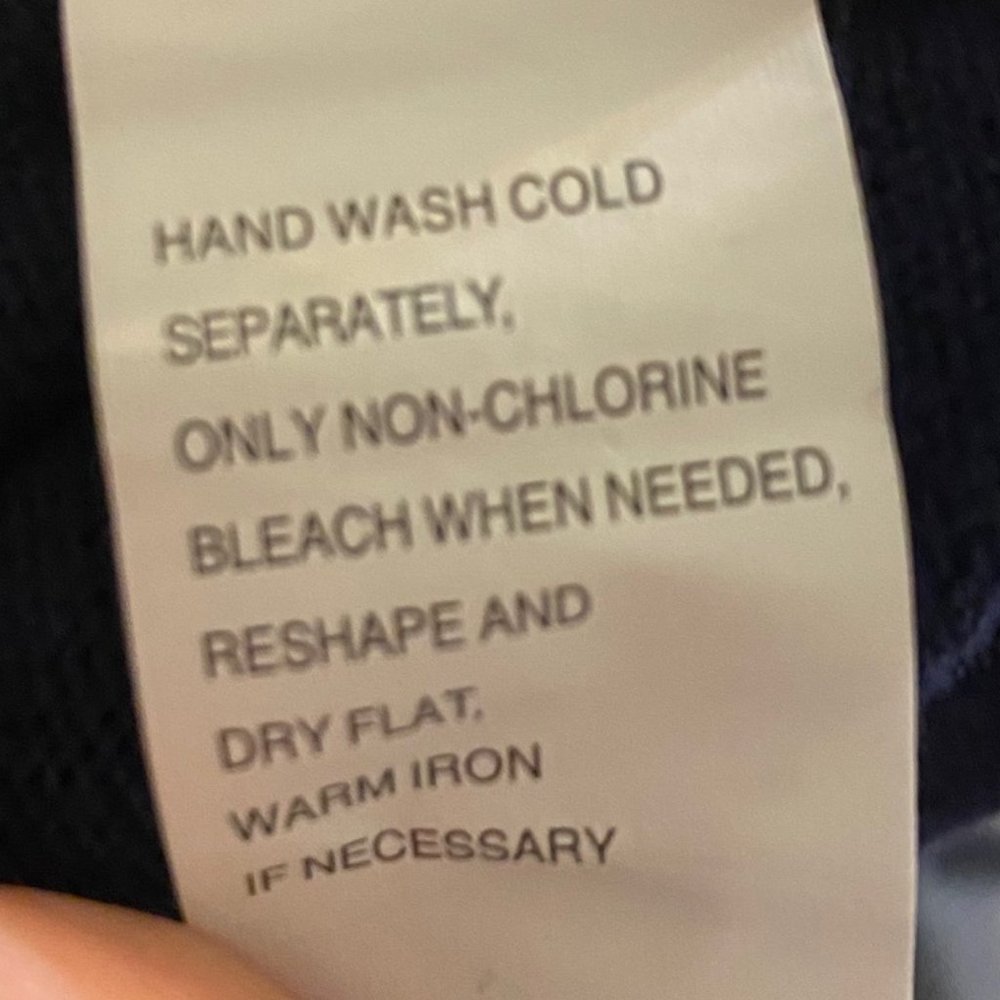 HAND WASH COLD
SEPARATELY,
ONLY NON-CHLORINE
BLEACH WHEN NEEDED,
RESHAPE AND
DRY FLAT.
WARM IRON
IF NECESSARY